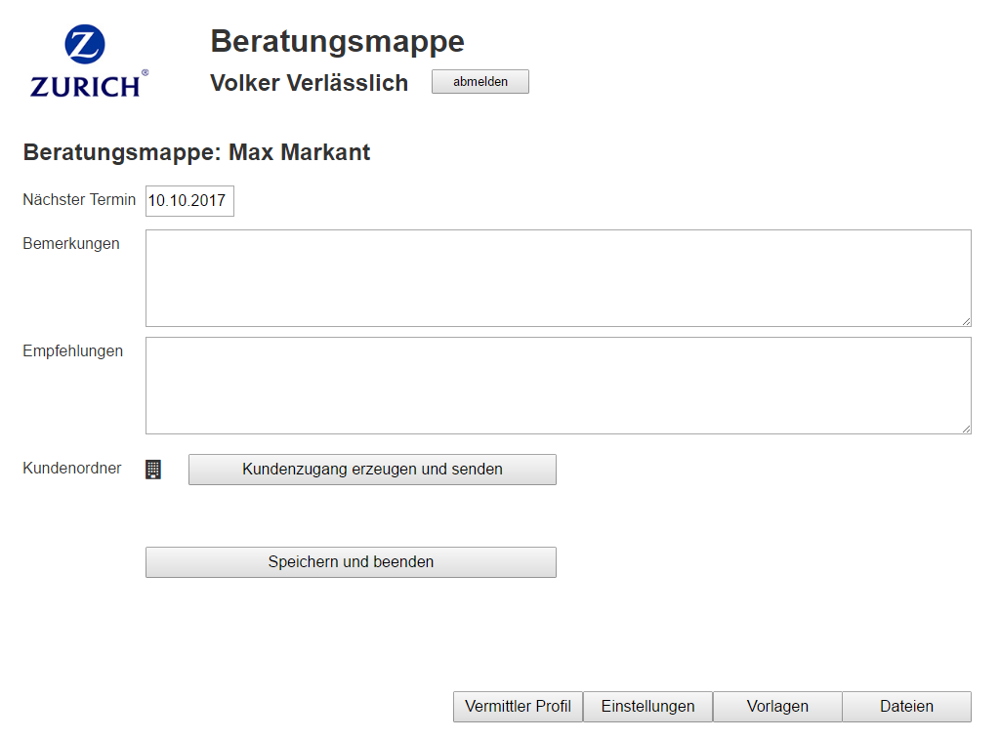 Z
ZURICH®
Beratungsmappe
Volker Verlässlich
abmelden
Beratungsmappe: Max Markant
Nächster Termin
10.10.2017
Bemerkungen
Empfehlungen
Kundenordner
Kundenzugang erzeugen und senden
Speichern und beenden
Vermittler Profil
Einstellungen
Vorlagen
Dateien